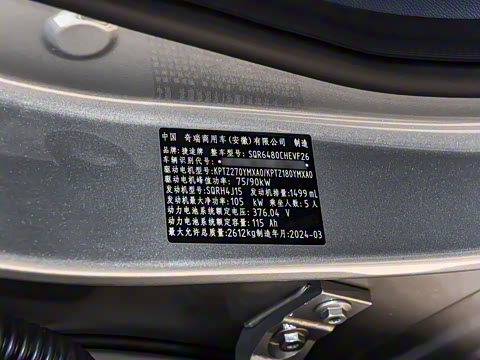 中国 奇瑞商用车(安徽)有限公司 制造
品牌:捷途牌 整车型号:SQR6480CHEVF26
车辆识别代号:
驱动电机型号:KPTZ270YMXA0/KPTZ180YMXA0
驱动电机峰值功率: 75/90kW
发动机型号:SQRH4J15 发动机排量:1499 mL
发动机最大净功率: 105 kW 乘坐人数: 5 人
动力电池系统额定电压: 376.04 V
动力电池系统额定容量: 115 Ah
最大允许总质量:2612kg 制造年月:2024-03